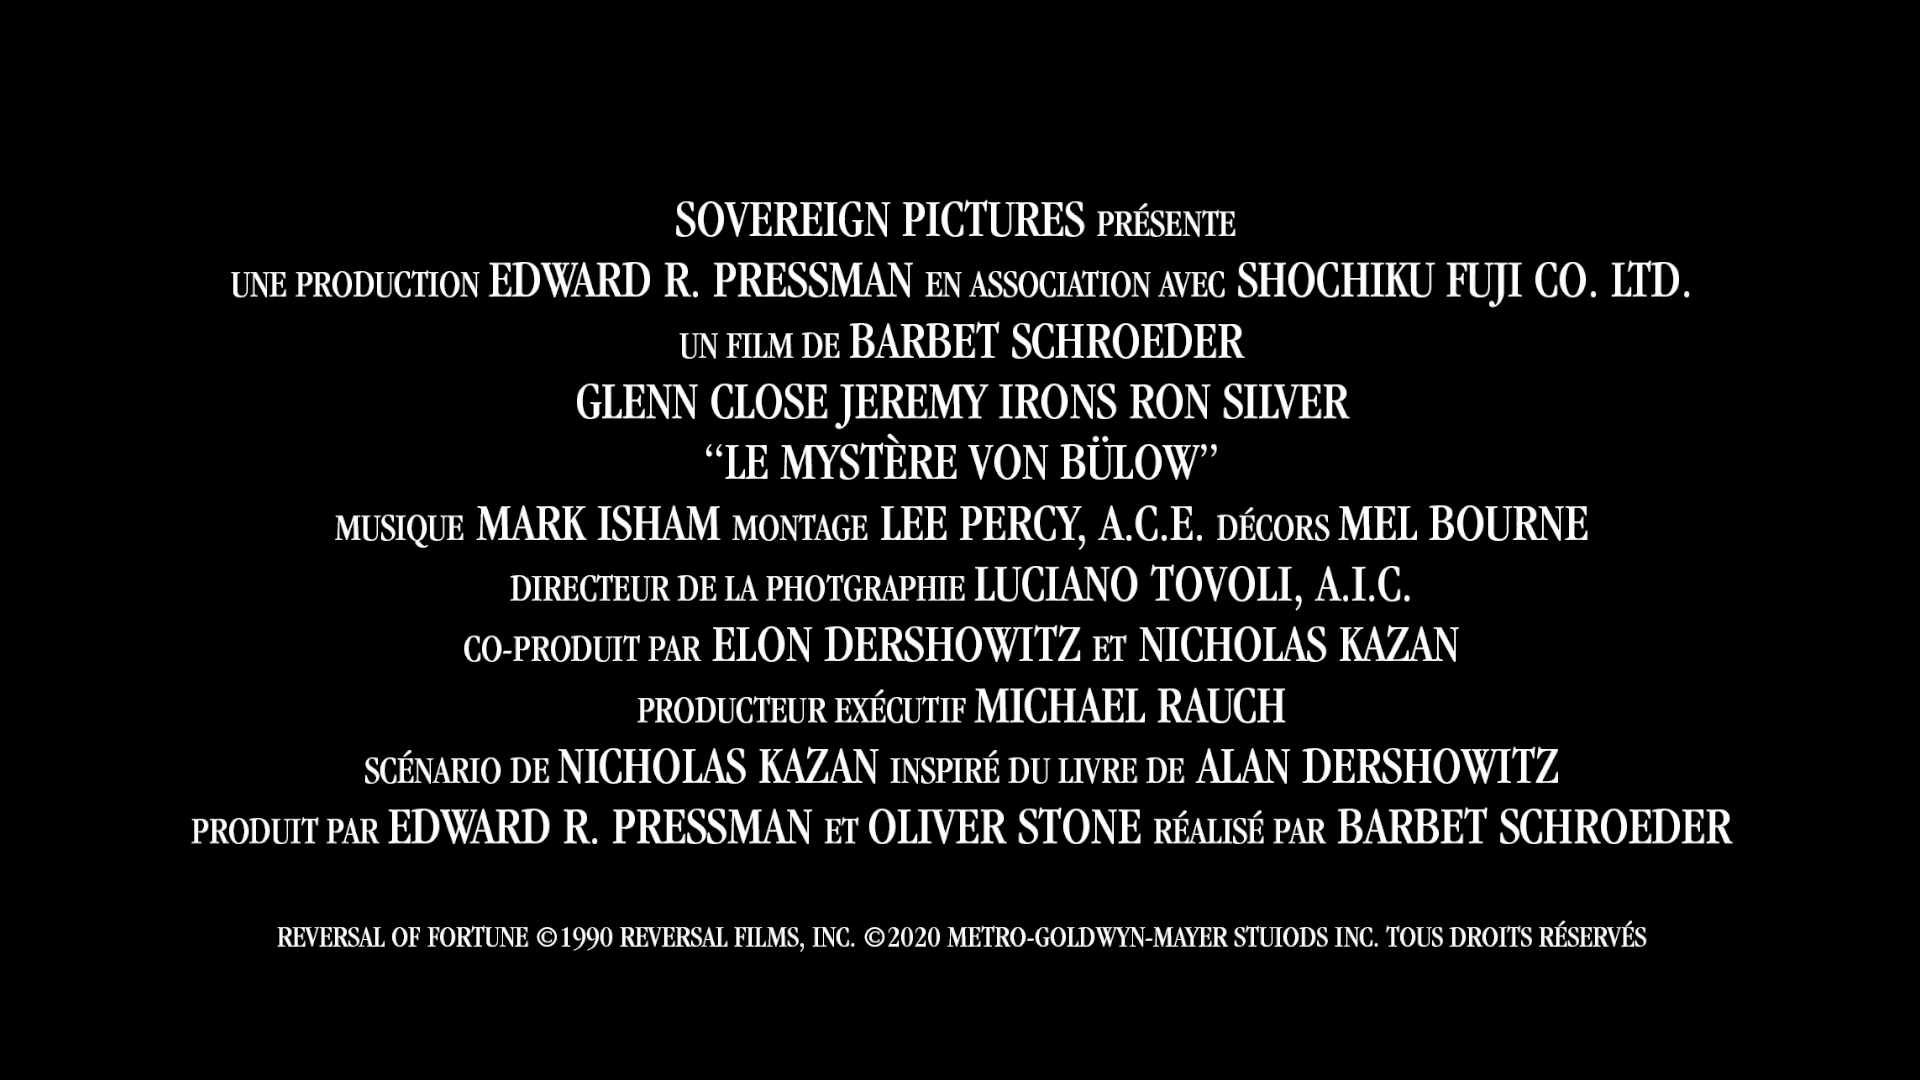 SOVEREIGN PICTURES PRÉSENTE
UNE PRODUCTION EDWARD R. PRESSMAN EN ASSOCIATION AVEC SHOCHIKU FUJI CO. LTD.
UN FILM DE BARBET SCHROEDER
GLENN CLOSE JEREMY IRONS RON SILVER
“LE MYSTÈRE VON BÜLOW”
MUSIQUE MARK ISHAM MONTAGE LEE PERCY, A.C.E. DÉCORS MEL BOURNE
DIRECTEUR DE LA PHOTGRAPHIE LUCIANO TOVOLI, A.I.C.
CO-PRODUIT PAR ELON DERSHOWITZ ET NICHOLAS KAZAN
PRODUCTEUR EXÉCUTIF MICHAEL RAUCH
SCÉNARIO DE NICHOLAS KAZAN INSPIRÉ DU LIVRE DE ALAN DERSHOWITZ
PRODUIT PAR EDWARD R. PRESSMAN ET OLIVER STONE RÉALISÉ PAR BARBET SCHROEDER
REVERSAL OF FORTUNE ©1990 REVERSAL FILMS, INC. ©2020 METRO-GOLDWYN-MAYER STUIODS INC. TOUS DROITS RÉSERVÉS